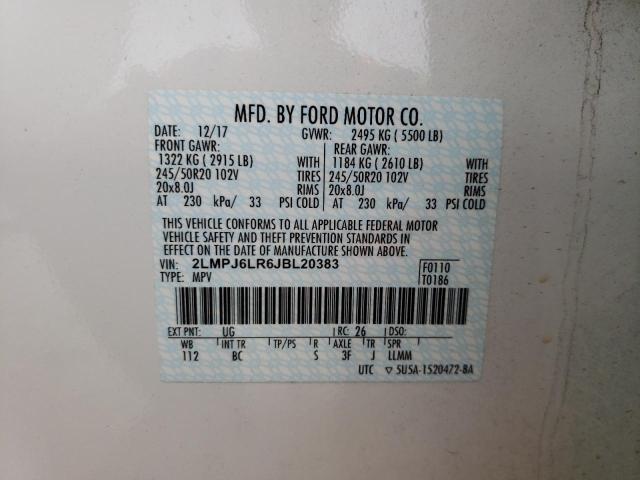 MFD. BY FORD MOTOR CO.
DATE: 12/17 GVWR: 2495 KG ( 5500 LB)
FRONT GAWR: REAR GAWR:
1322 KG ( 2915 LB) WITH 1184 KG ( 2610 LB) WITH
245/50R20 102V TIRES 245/50R20 102V TIRES
20x8.0J RIMS 20x8.0J RIMS
AT 230 kPa/ 33 PSI COLD AT 230 kPa/ 33 PSI COLD
THIS VEHICLE CONFORMS TO ALL APPLICABLE FEDERAL MOTOR
VEHICLE SAFETY AND THEFT PREVENTION STANDARDS IN
EFFECT ON THE DATE OF MANUFACTURE SHOWN ABOVE.
VIN: 2LMPJ6LR6JBL20383 F0110
TYPE: MPV T0186
EXT PNT: UG RC: 26 DSO:
WB INT TR TP/PS R AXLE TR SPR
112 BC S 3F J LLMM
UTC ▽ 5U5A-1520472-BA